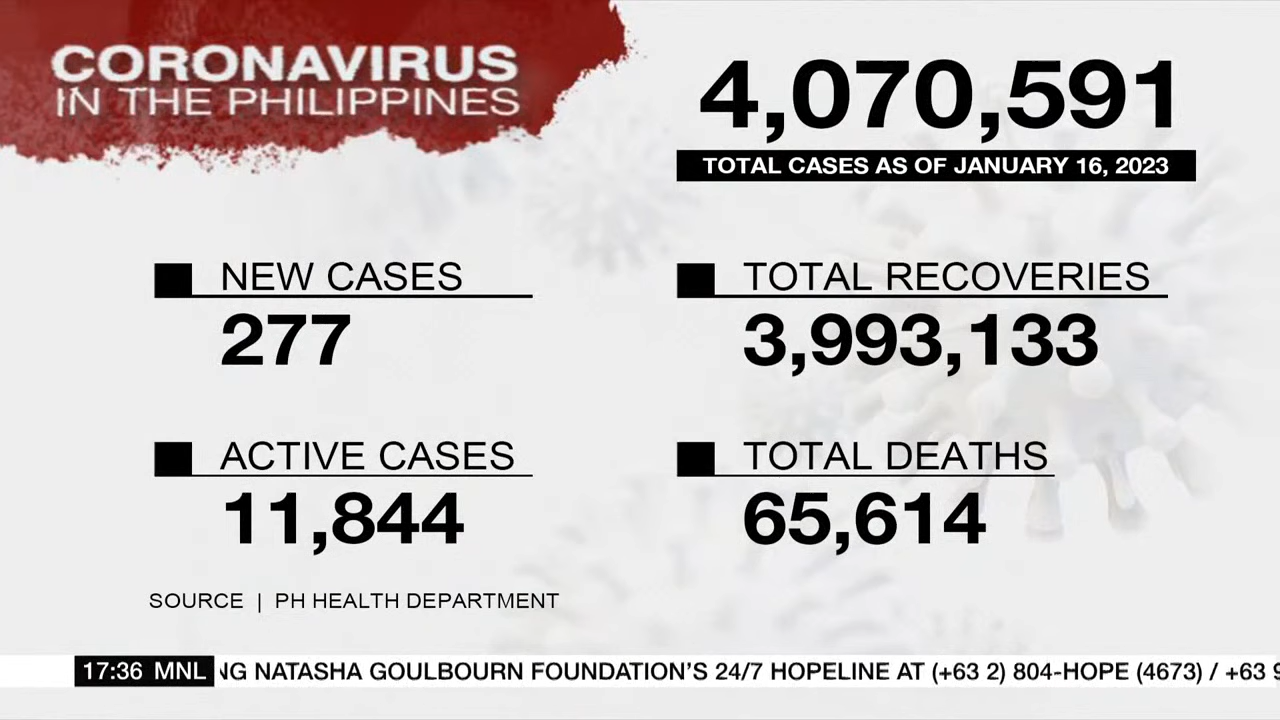 CORONAVIRUS
IN THE PHILIPPINES
4,070,591
TOTAL CASES AS OF JANUARY 16, 2023
NEW CASES
277
TOTAL RECOVERIES
3,993,133
ACTIVE CASES
11,844
TOTAL DEATHS
65,614
SOURCE | PH HEALTH DEPARTMENT
17:36 MNL NATASHA GOULBOURN FOUNDATION'S 24/7 HOPELINE AT (+63 2) 804-HOPE (4673) / +63